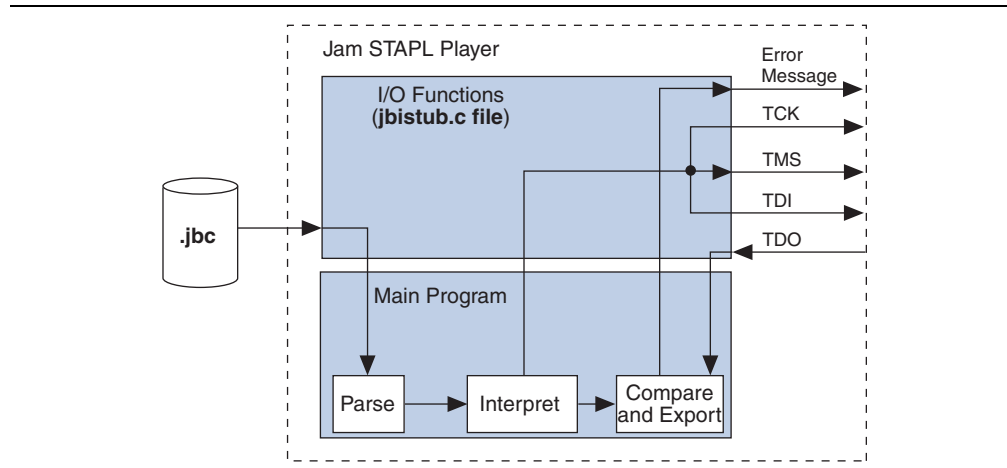 Jam STAPL Player
Error
Message
I/O Functions
(jbistub.c file)
TCK
TMS
TDI
TDO
.jbc
Main Program
Parse
Interpret
Compare
and Export